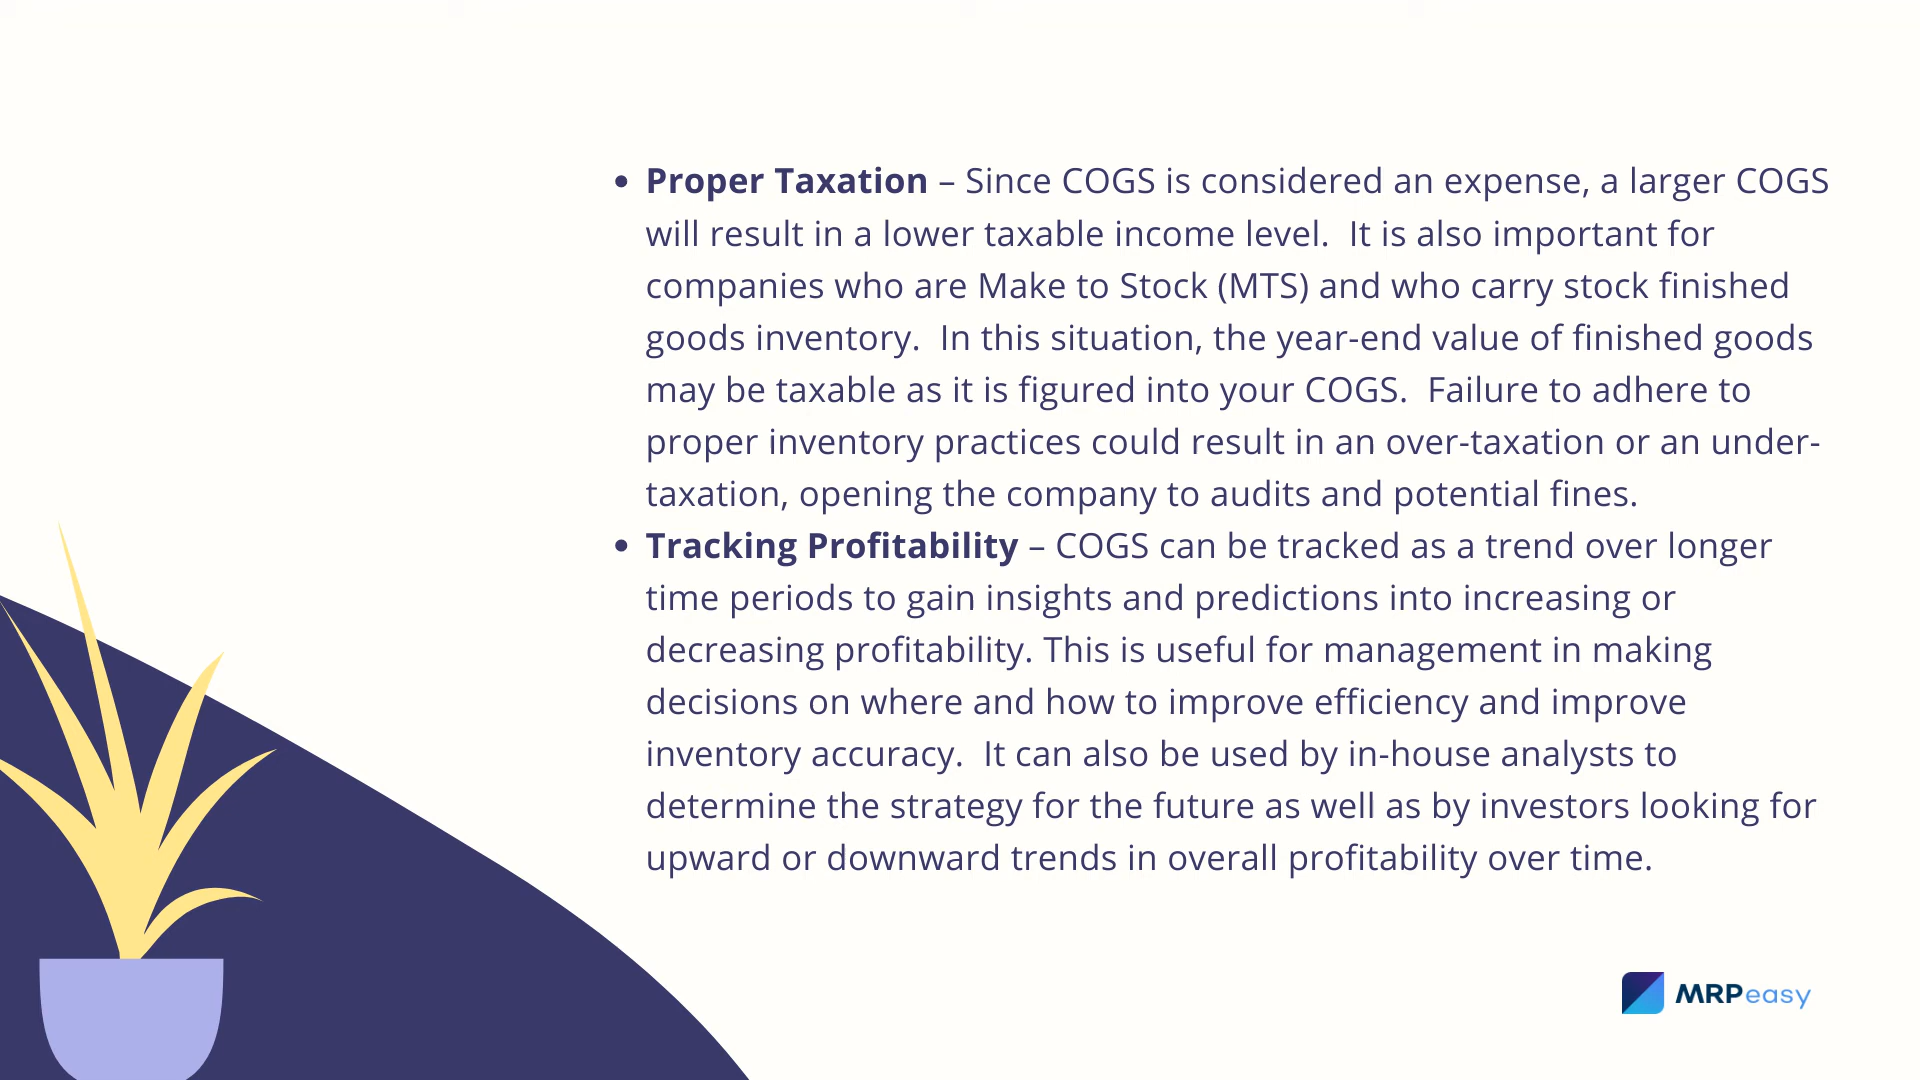 • Proper Taxation – Since COGS is considered an expense, a larger COGS
will result in a lower taxable income level.  It is also important for
companies who are Make to Stock (MTS) and who carry stock finished
goods inventory.  In this situation, the year-end value of finished goods
may be taxable as it is figured into your COGS.  Failure to adhere to
proper inventory practices could result in an over-taxation or an under-
taxation, opening the company to audits and potential fines.
• Tracking Profitability – COGS can be tracked as a trend over longer
time periods to gain insights and predictions into increasing or
decreasing profitability. This is useful for management in making
decisions on where and how to improve efficiency and improve
inventory accuracy.  It can also be used by in-house analysts to
determine the strategy for the future as well as by investors looking for
upward or downward trends in overall profitability over time.
MRPeasy